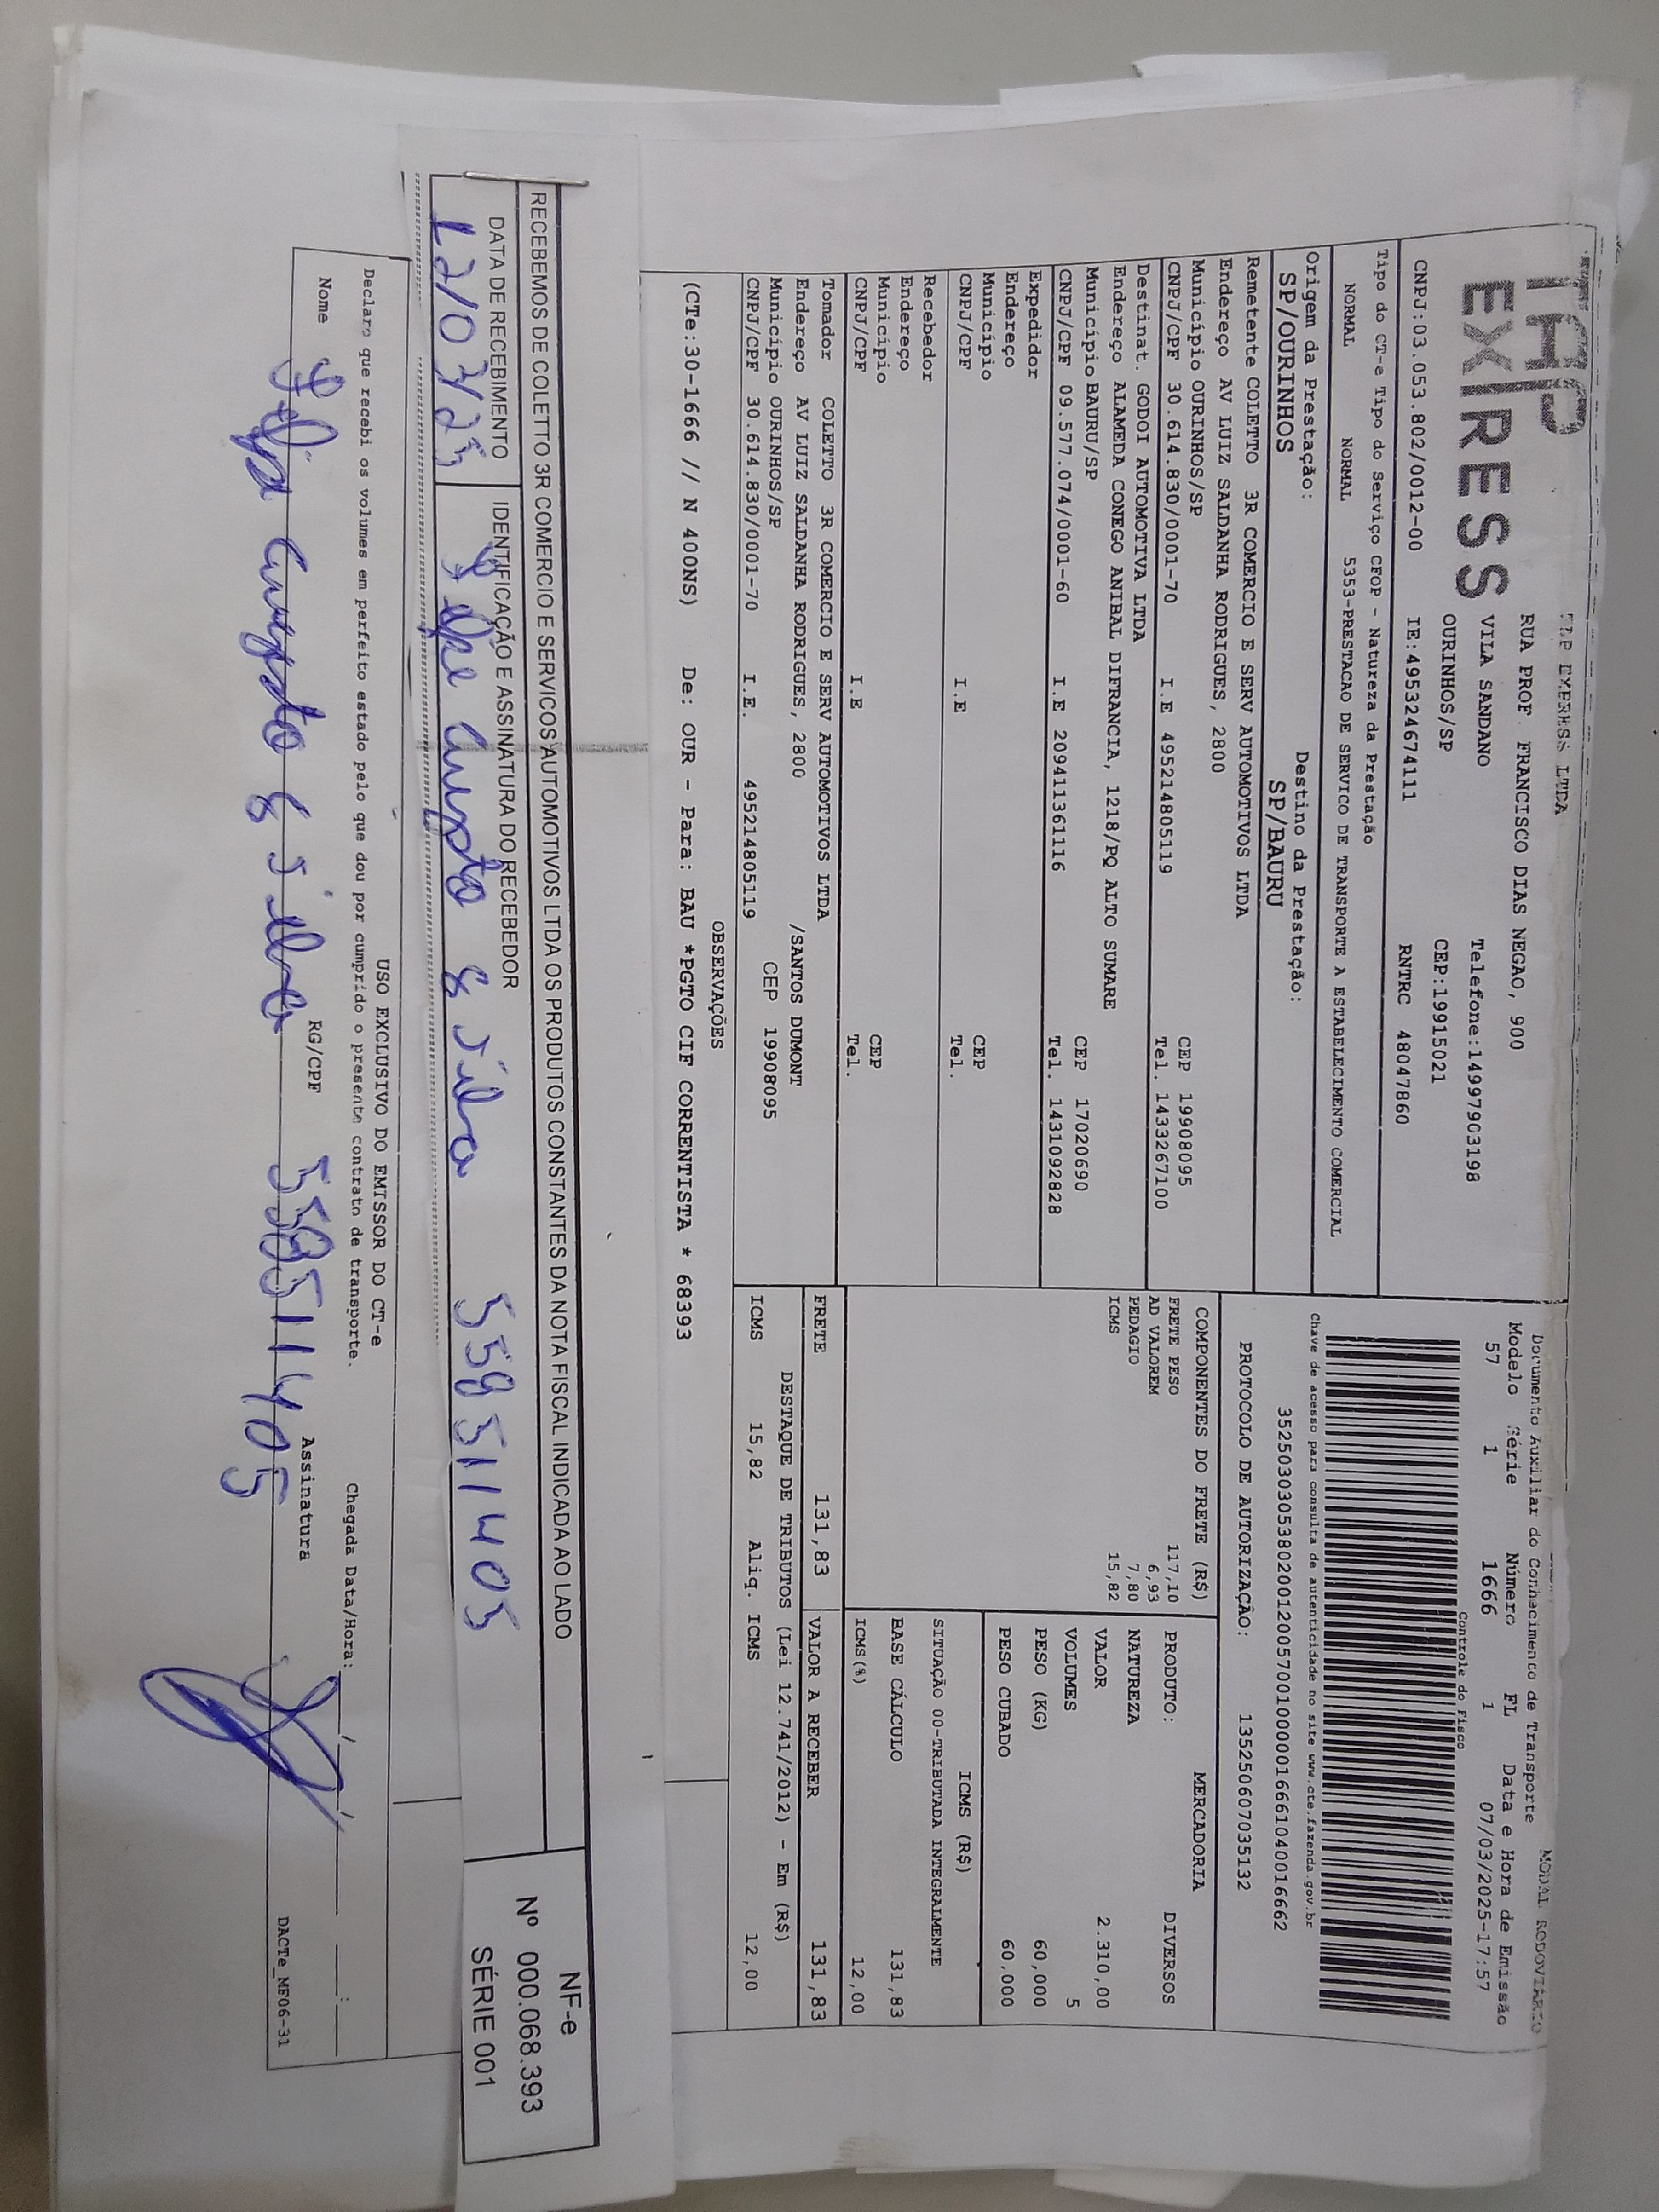 EXPRESS
EXPRESS LTDA
RUA PROF. FRANCISCO DIAS NEGAO, 900
VILA SANDANO
Telefone:14997903198
OURINHOS/SP
CEP:19915021
CNPJ:03.053.802/0012-00
IE:495324674111
RNTRC 48047860
Documento Auxiliar do Conhecimento de Transporte
MODAL RODOVIARIO
Modelo Série Número FL Data e Hora de Emissão
57 1 1666 1 07/03/2025-17:57
Controle do Fisco
Chave de acesso para consulta de autenticidade no site www.cte.fazenda.gov.br
35250303053802001200570010000016661040016662
PROTOCOLO DE AUTORIZAÇÃO: 135250607035132
Tipo do CT-e Tipo do Serviço CFOP - Natureza da Prestação
NORMAL NORMAL 5353-PRESTACAO DE SERVICO DE TRANSPORTE A ESTABELECIMENTO COMERCIAL
Origem da Prestação: Destino da Prestação:
SP/OURINHOS SP/BAURU
Remetente COLETTO 3R COMERCIO E SERV AUTOMOTIVOS LTDA
Endereço AV LUIZ SALDANHA RODRIGUES, 2800
Município OURINHOS/SP CEP 19908095
CNPJ/CPF 30.614.830/0001-70 I.E 495214805119 Tel. 1433267100
Destinat. GODOI AUTOMOTIVA LTDA
Endereço ALAMEDA CONEGO ANIBAL DIFRANCIA, 1218/PQ ALTO SUMARE
Município BAURU/SP CEP 17020690
CNPJ/CPF 09.577.074/0001-60 I.E 209411361116 Tel. 1431092828
Expedidor
Endereço
Município CEP
CNPJ/CPF I.E Tel.
Recebedor
Endereço
Município CEP
CNPJ/CPF I.E Tel.
Tomador COLETTO 3R COMERCIO E SERV AUTOMOTIVOS LTDA
Endereço AV LUIZ SALDANHA RODRIGUES, 2800 /SANTOS DUMONT
Município OURINHOS/SP CEP 19908095
CNPJ/CPF 30.614.830/0001-70 I.E. 495214805119
COMPONENTES DO FRETE (R$)
FRETE PESO 117,10
AD VALOREM 6,93
PEDAGIO 7,80
ICMS 15,82
MERCADORIA
PRODUTO: DIVERSOS
NATUREZA
VALOR 2.310,00
VOLUMES 5
PESO (KG) 60,000
PESO CUBADO 60,000
ICMS (R$)
SITUAÇÃO 00-TRIBUTADA INTEGRALMENTE
BASE CÁLCULO 131,83
ICMS(%) 12,00
FRETE 131,83 VALOR A RECEBER 131,83
DESTAQUE DE TRIBUTOS (Lei 12.741/2012) - Em (R$)
ICMS 15,82 Aliq. ICMS 12,00
OBSERVAÇÕES
(CTe:30-1666 // N 400NS) De: OUR - Para: BAU *PGTO CIF CORRENTISTA * 68393
RECEBEMOS DE COLETTO 3R COMERCIO E SERVICOS AUTOMOTIVOS LTDA OS PRODUTOS CONSTANTES DA NOTA FISCAL INDICADA AO LADO
DATA DE RECEBIMENTO IDENTIFICAÇÃO E ASSINATURA DO RECEBEDOR
12/03/25 Felipe Augusto G Silva 559511405
NF-e
Nº 000.068.393
SÉRIE 001
USO EXCLUSIVO DO EMISSOR DO CT-e
Declaro que recebi os volumes em perfeito estado pelo que dou por cumprido o presente contrato de transporte.
Chegada Data/Hora: / / :
Nome RG/CPF Assinatura
Felipe Augusto G Silva 559511405
DACTe_MF06-31